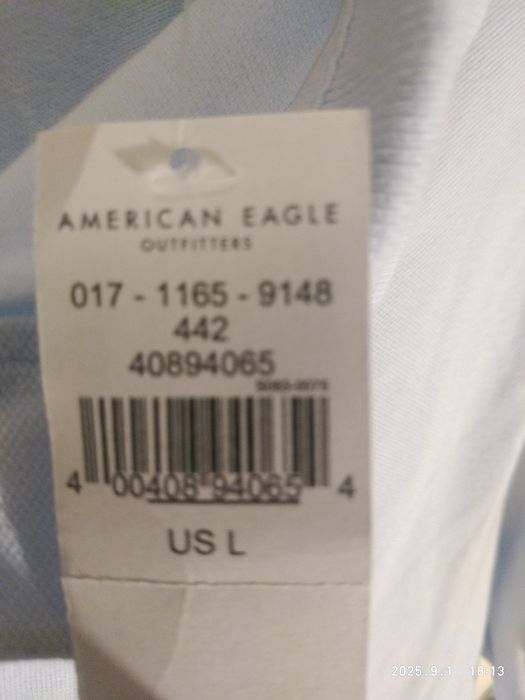 AMERICAN EAGLE
OUTFITTERS
017 - 1165 - 9148
442
40894065
4 00408 94065 4
US L
2025.9.1 18:13